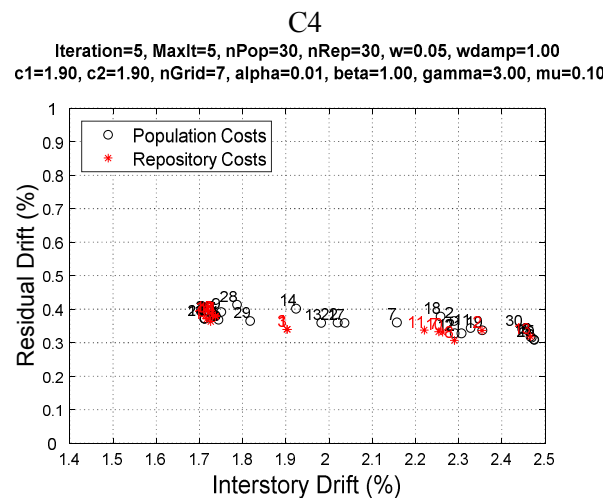 C4
Iteration=5, MaxIt=5, nPop=30, nRep=30, w=0.05, wdamp=1.00
c1=1.90, c2=1.90, nGrid=7, alpha=0.01, beta=1.00, gamma=3.00, mu=0.10
Population Costs
Repository Costs
Residual Drift (%)
1
0.9
0.8
0.7
0.6
0.5
0.4
0.3
0.2
0.1
0
28
29
14
3
13
7
18
2
11
19
30
1.4 1.5 1.6 1.7 1.8 1.9 2 2.1 2.2 2.3 2.4 2.5
Interstory Drift (%)